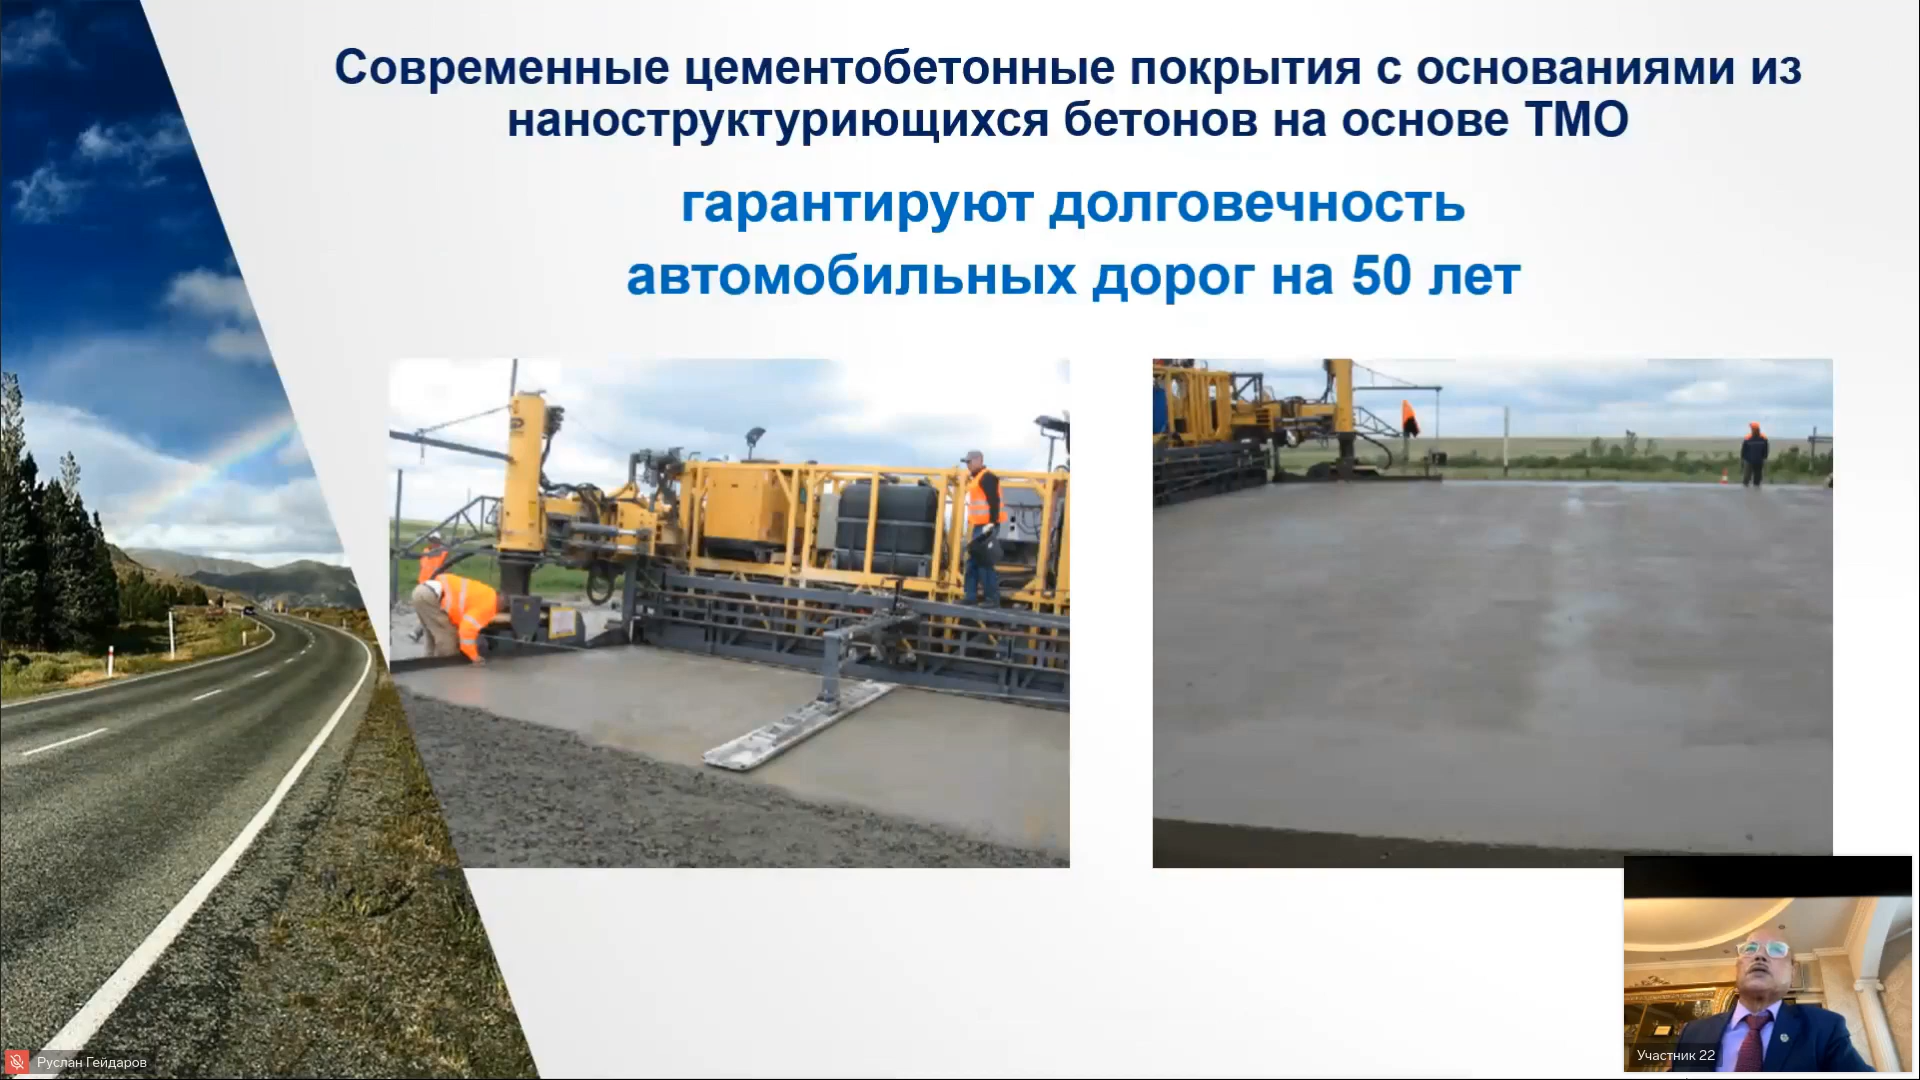 Современные цементобетонные покрытия с основаниями из
наноструктуриющихся бетонов на основе ТМО
гарантируют долговечность
автомобильных дорог на 50 лет
Руслан Гейдаров
Участник 22